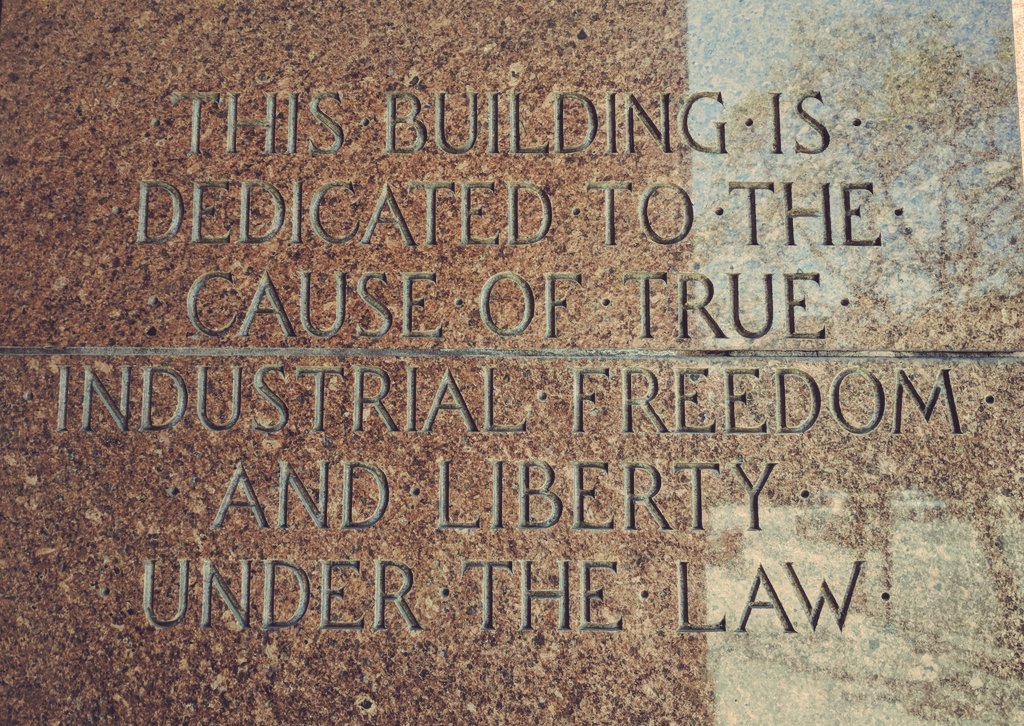 THIS·BUILDING·IS·
·DEDICATED·TO·THE·
·CAUSE·OF·TRUE·
·INDUSTRIAL·FREEDOM·
·AND·LIBERTY·
·UNDER·THE·LAW·